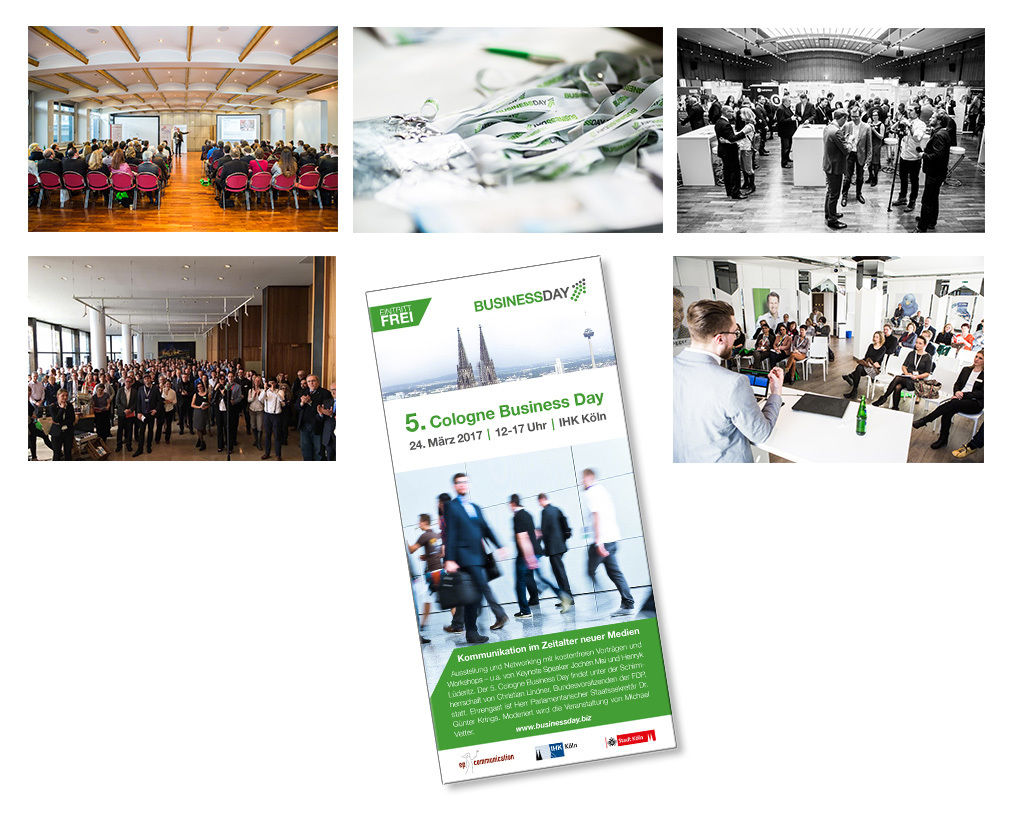 BUSINESSDAY
EINTRITT
FREI
BUSINESSDAY
5. Cologne Business Day
24. März 2017 | 12-17 Uhr | IHK Köln
Kommunikation im Zeitalter neuer Medien
Ausstellung und Networking mit kostenfreien Vorträgen und
Workshops – u.a. von Keynote Speaker Jochen Mai und Henryk
Lüderitz. Der 5. Cologne Business Day findet unter der Schirm-
herrschaft von Christian Lindner, Bundesvorsitzenden der FDP,
statt. Ehrengast ist Herr Parlamentarischer Staatssekretär Dr.
Günter Krings. Moderiert wird die Veranstaltung von Michael
Vetter.
www.businessday.biz
ep communication
IHK Köln
Stadt Köln